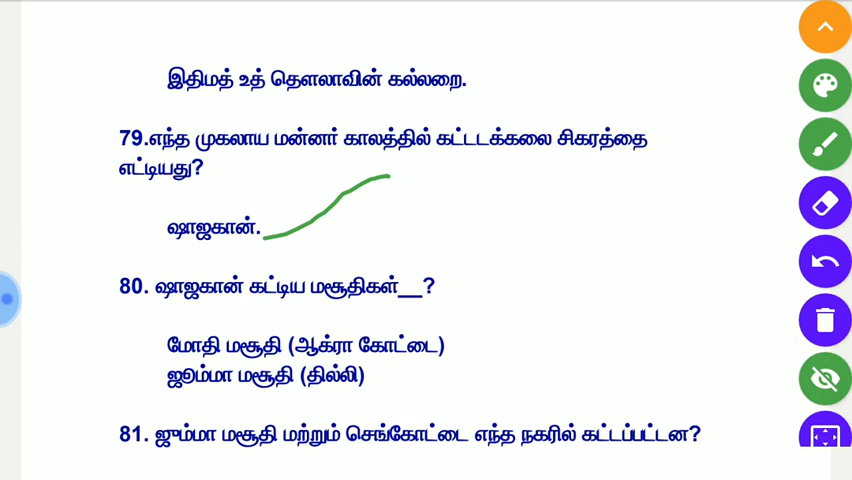 இதிமத் உத் தௌலாவின் கல்லறை.
79.எந்த முகலாய மன்னர் காலத்தில் கட்டடக்கலை சிகரத்தை
எட்டியது?
ஷாஜகான்.
80. ஷாஜகான் கட்டிய மசூதிகள்__?
மோதி மசூதி (ஆக்ரா கோட்டை)
ஜூம்மா மசூதி (தில்லி)
81. ஜும்மா மசூதி மற்றும் செங்கோட்டை எந்த நகரில் கட்டப்பட்டன?